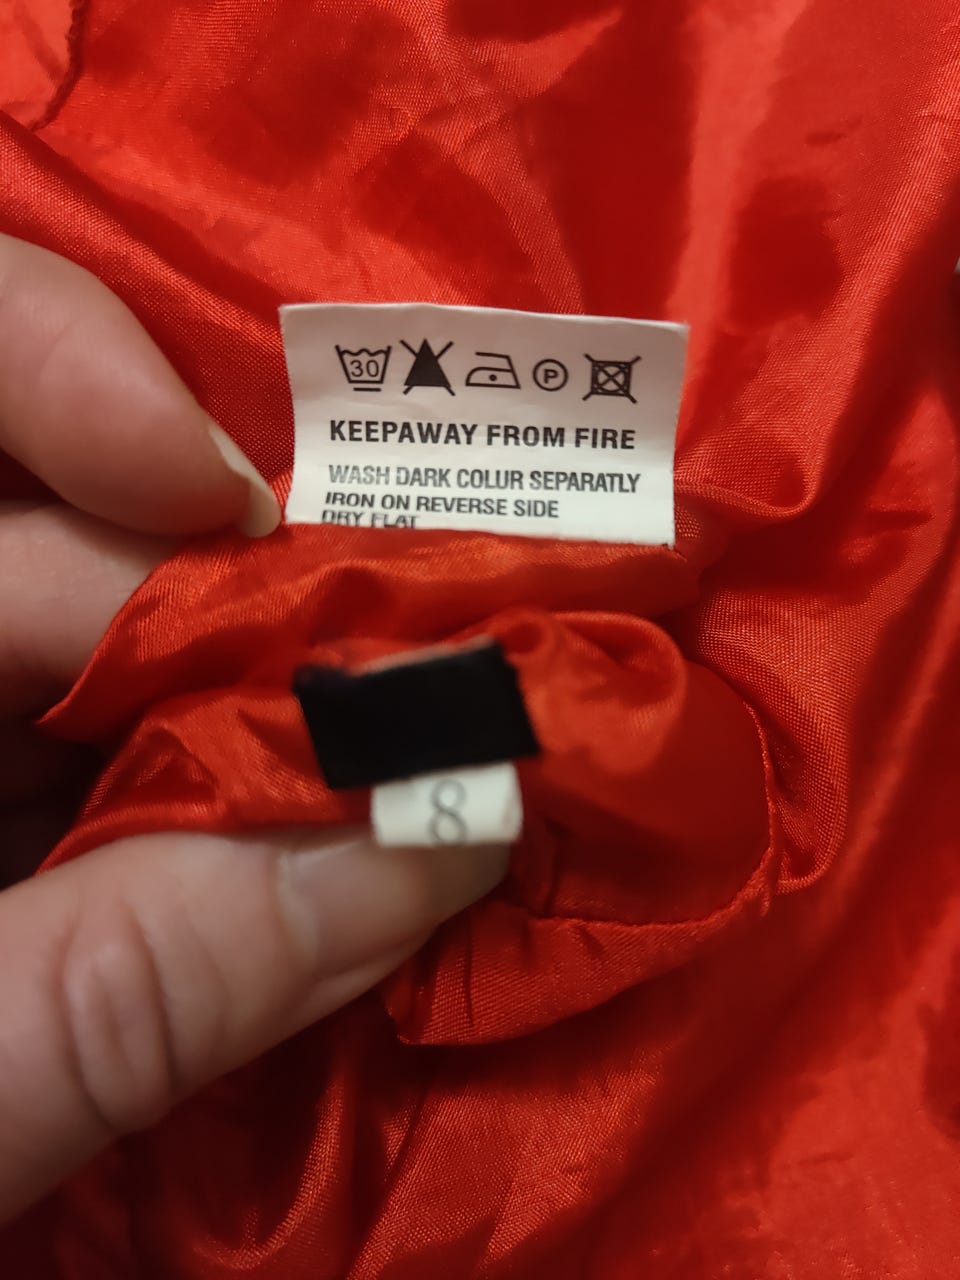 30 P
KEEPAWAY FROM FIRE
WASH DARK COLUR SEPARATLY
IRON ON REVERSE SIDE
DRY FLAT
8